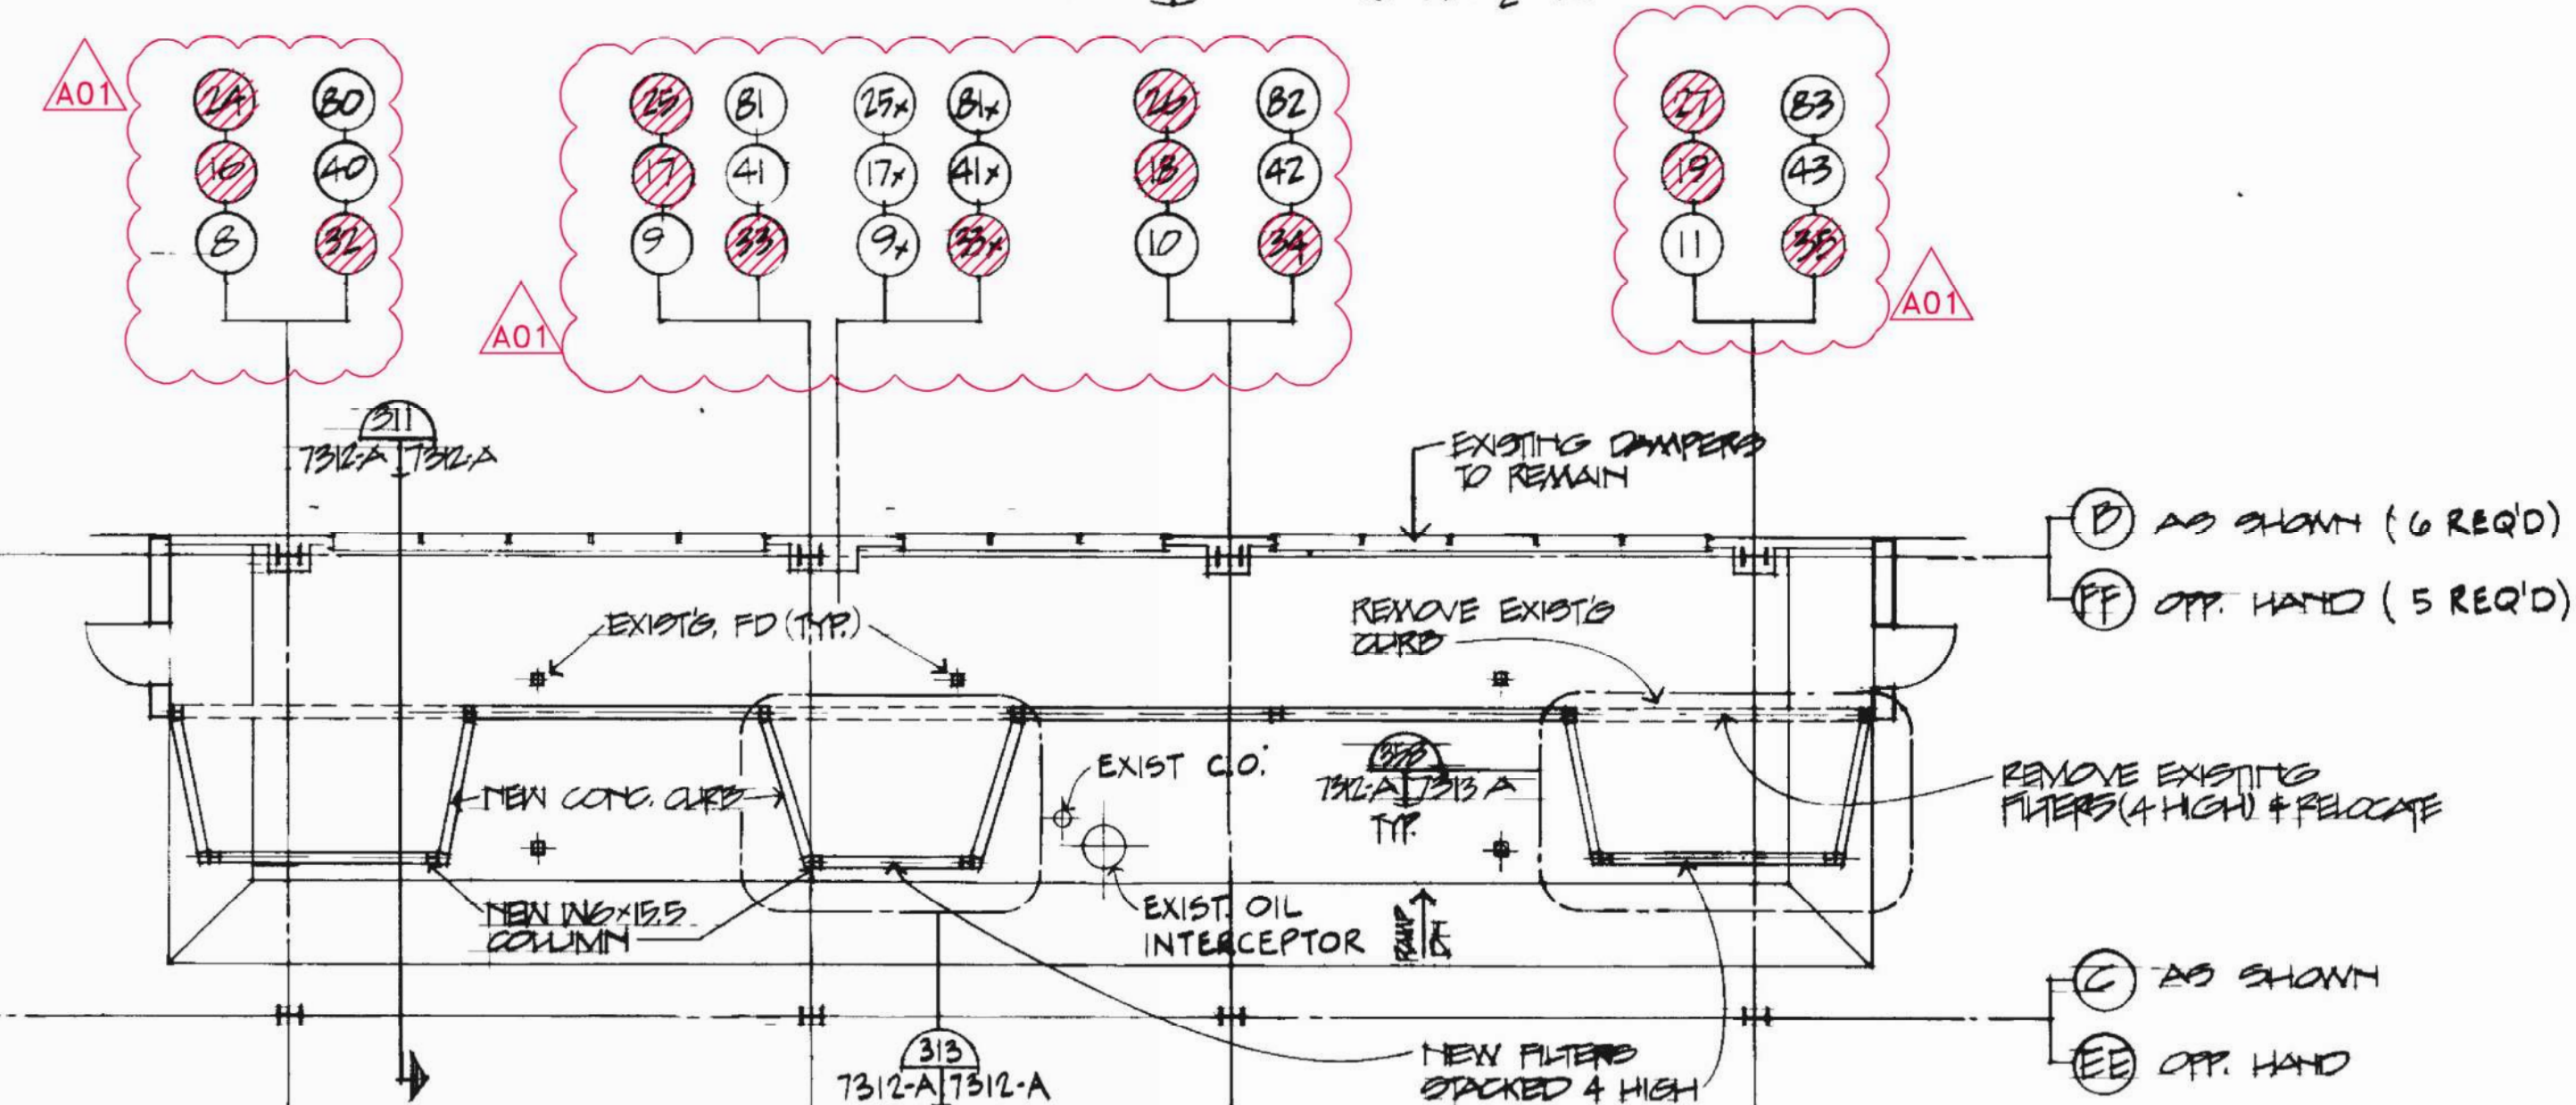 A01
24 80
16 40
8 32
A01
25 81 25x 81x 26 82
17 41 17x 41x 18 42
9 33 9x 33x 10 34
27 83
19 43
11 35
A01
311
7312-A 7312-A
EXISTING DAMPERS
TO REMAIN
B AS SHOWN (6 REQ'D)
FF OPP. HAND (5 REQ'D)
EXIST'G, FD (TYP.)
REMOVE EXIST'G
CURB
EXIST C.O.
NEW CONC. CURB
7312-A 7313 A
TYP.
REMOVE EXISTING
FILTERS (4 HIGH) & RELOCATE
NEW W6x15.5
COLUMN
EXIST. OIL
INTERCEPTOR
RAMP
C AS SHOWN
EE OPP. HAND
313
7312-A 7312-A
NEW FILTERS
STACKED 4 HIGH